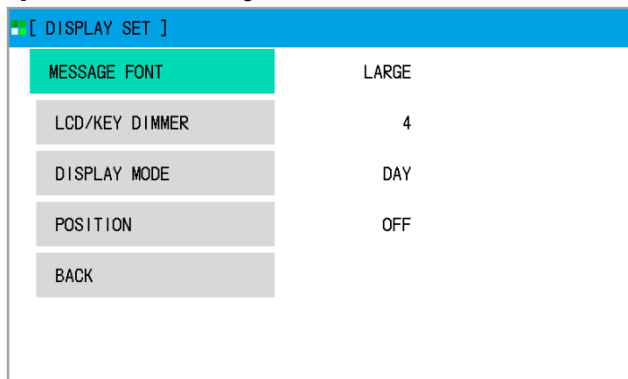 [ DISPLAY SET ]
MESSAGE FONT LARGE
LCD/KEY DIMMER 4
DISPLAY MODE DAY
POSITION OFF
BACK